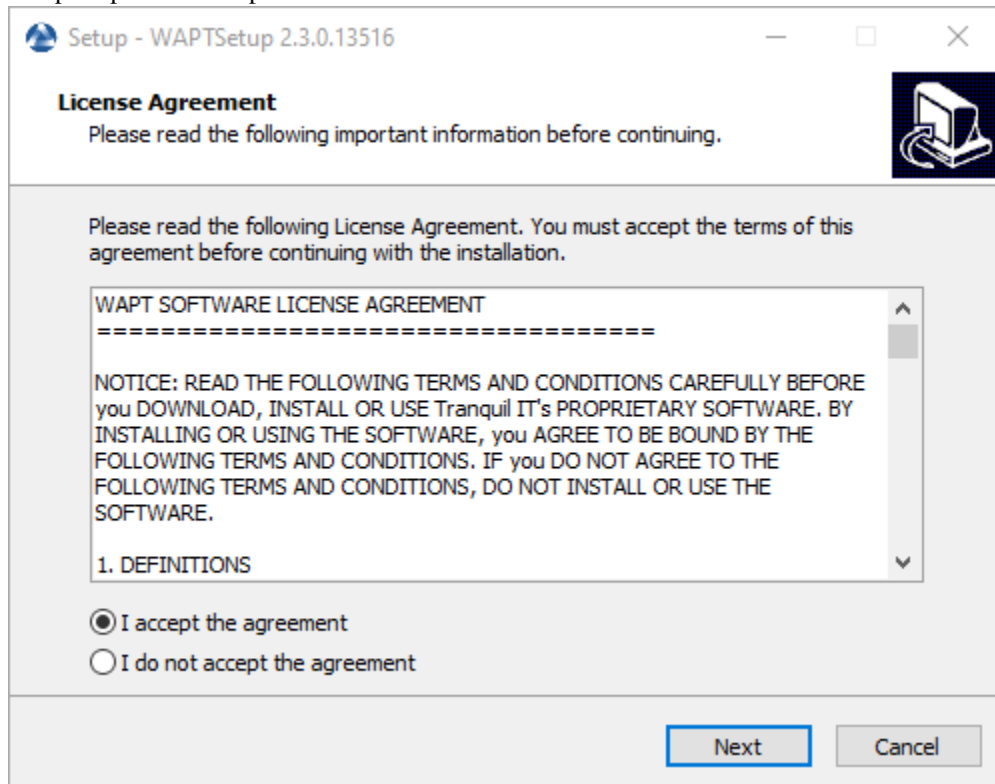 Setup - WAPTSetup 2.3.0.13516
License Agreement
Please read the following important information before continuing.
Please read the following License Agreement. You must accept the terms of this
agreement before continuing with the installation.
WAPT SOFTWARE LICENSE AGREEMENT
===================================
NOTICE: READ THE FOLLOWING TERMS AND CONDITIONS CAREFULLY BEFORE
you DOWNLOAD, INSTALL OR USE Tranquil IT's PROPRIETARY SOFTWARE. BY
INSTALLING OR USING THE SOFTWARE, you AGREE TO BE BOUND BY THE
FOLLOWING TERMS AND CONDITIONS. IF you DO NOT AGREE TO THE
FOLLOWING TERMS AND CONDITIONS, DO NOT INSTALL OR USE THE
SOFTWARE.
1. DEFINITIONS
I accept the agreement
I do not accept the agreement
Next Cancel